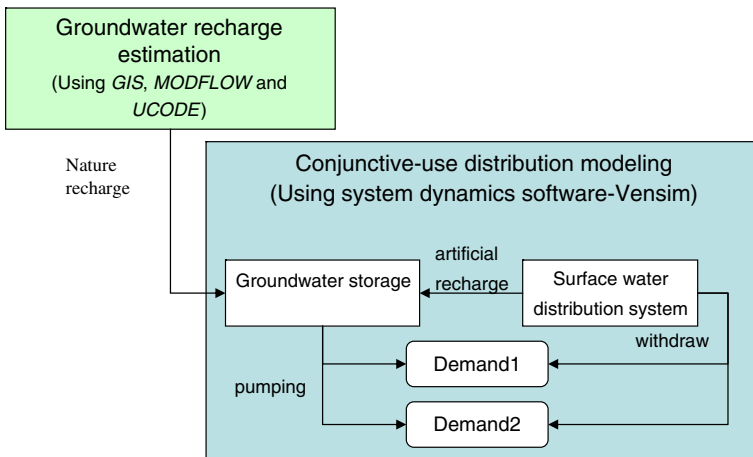 Groundwater recharge
estimation
(Using GIS, MODFLOW and
UCODE)
Nature
recharge
Conjunctive-use distribution modeling
(Using system dynamics software-Vensim)
Groundwater storage
artificial
recharge
Surface water
distribution system
withdraw
pumping
Demand1
Demand2